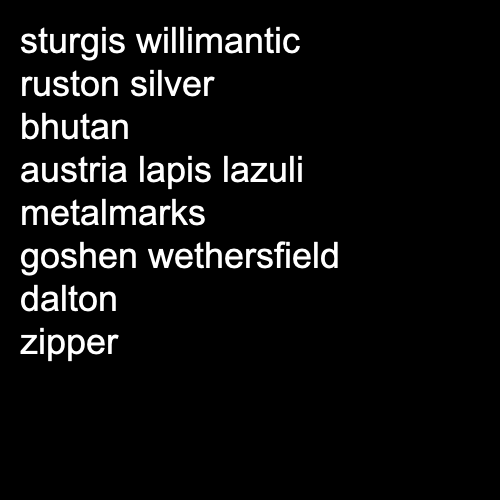 sturgis willimantic
ruston silver
bhutan
austria lapis lazuli
metalmarks
goshen wethersfield
dalton
zipper